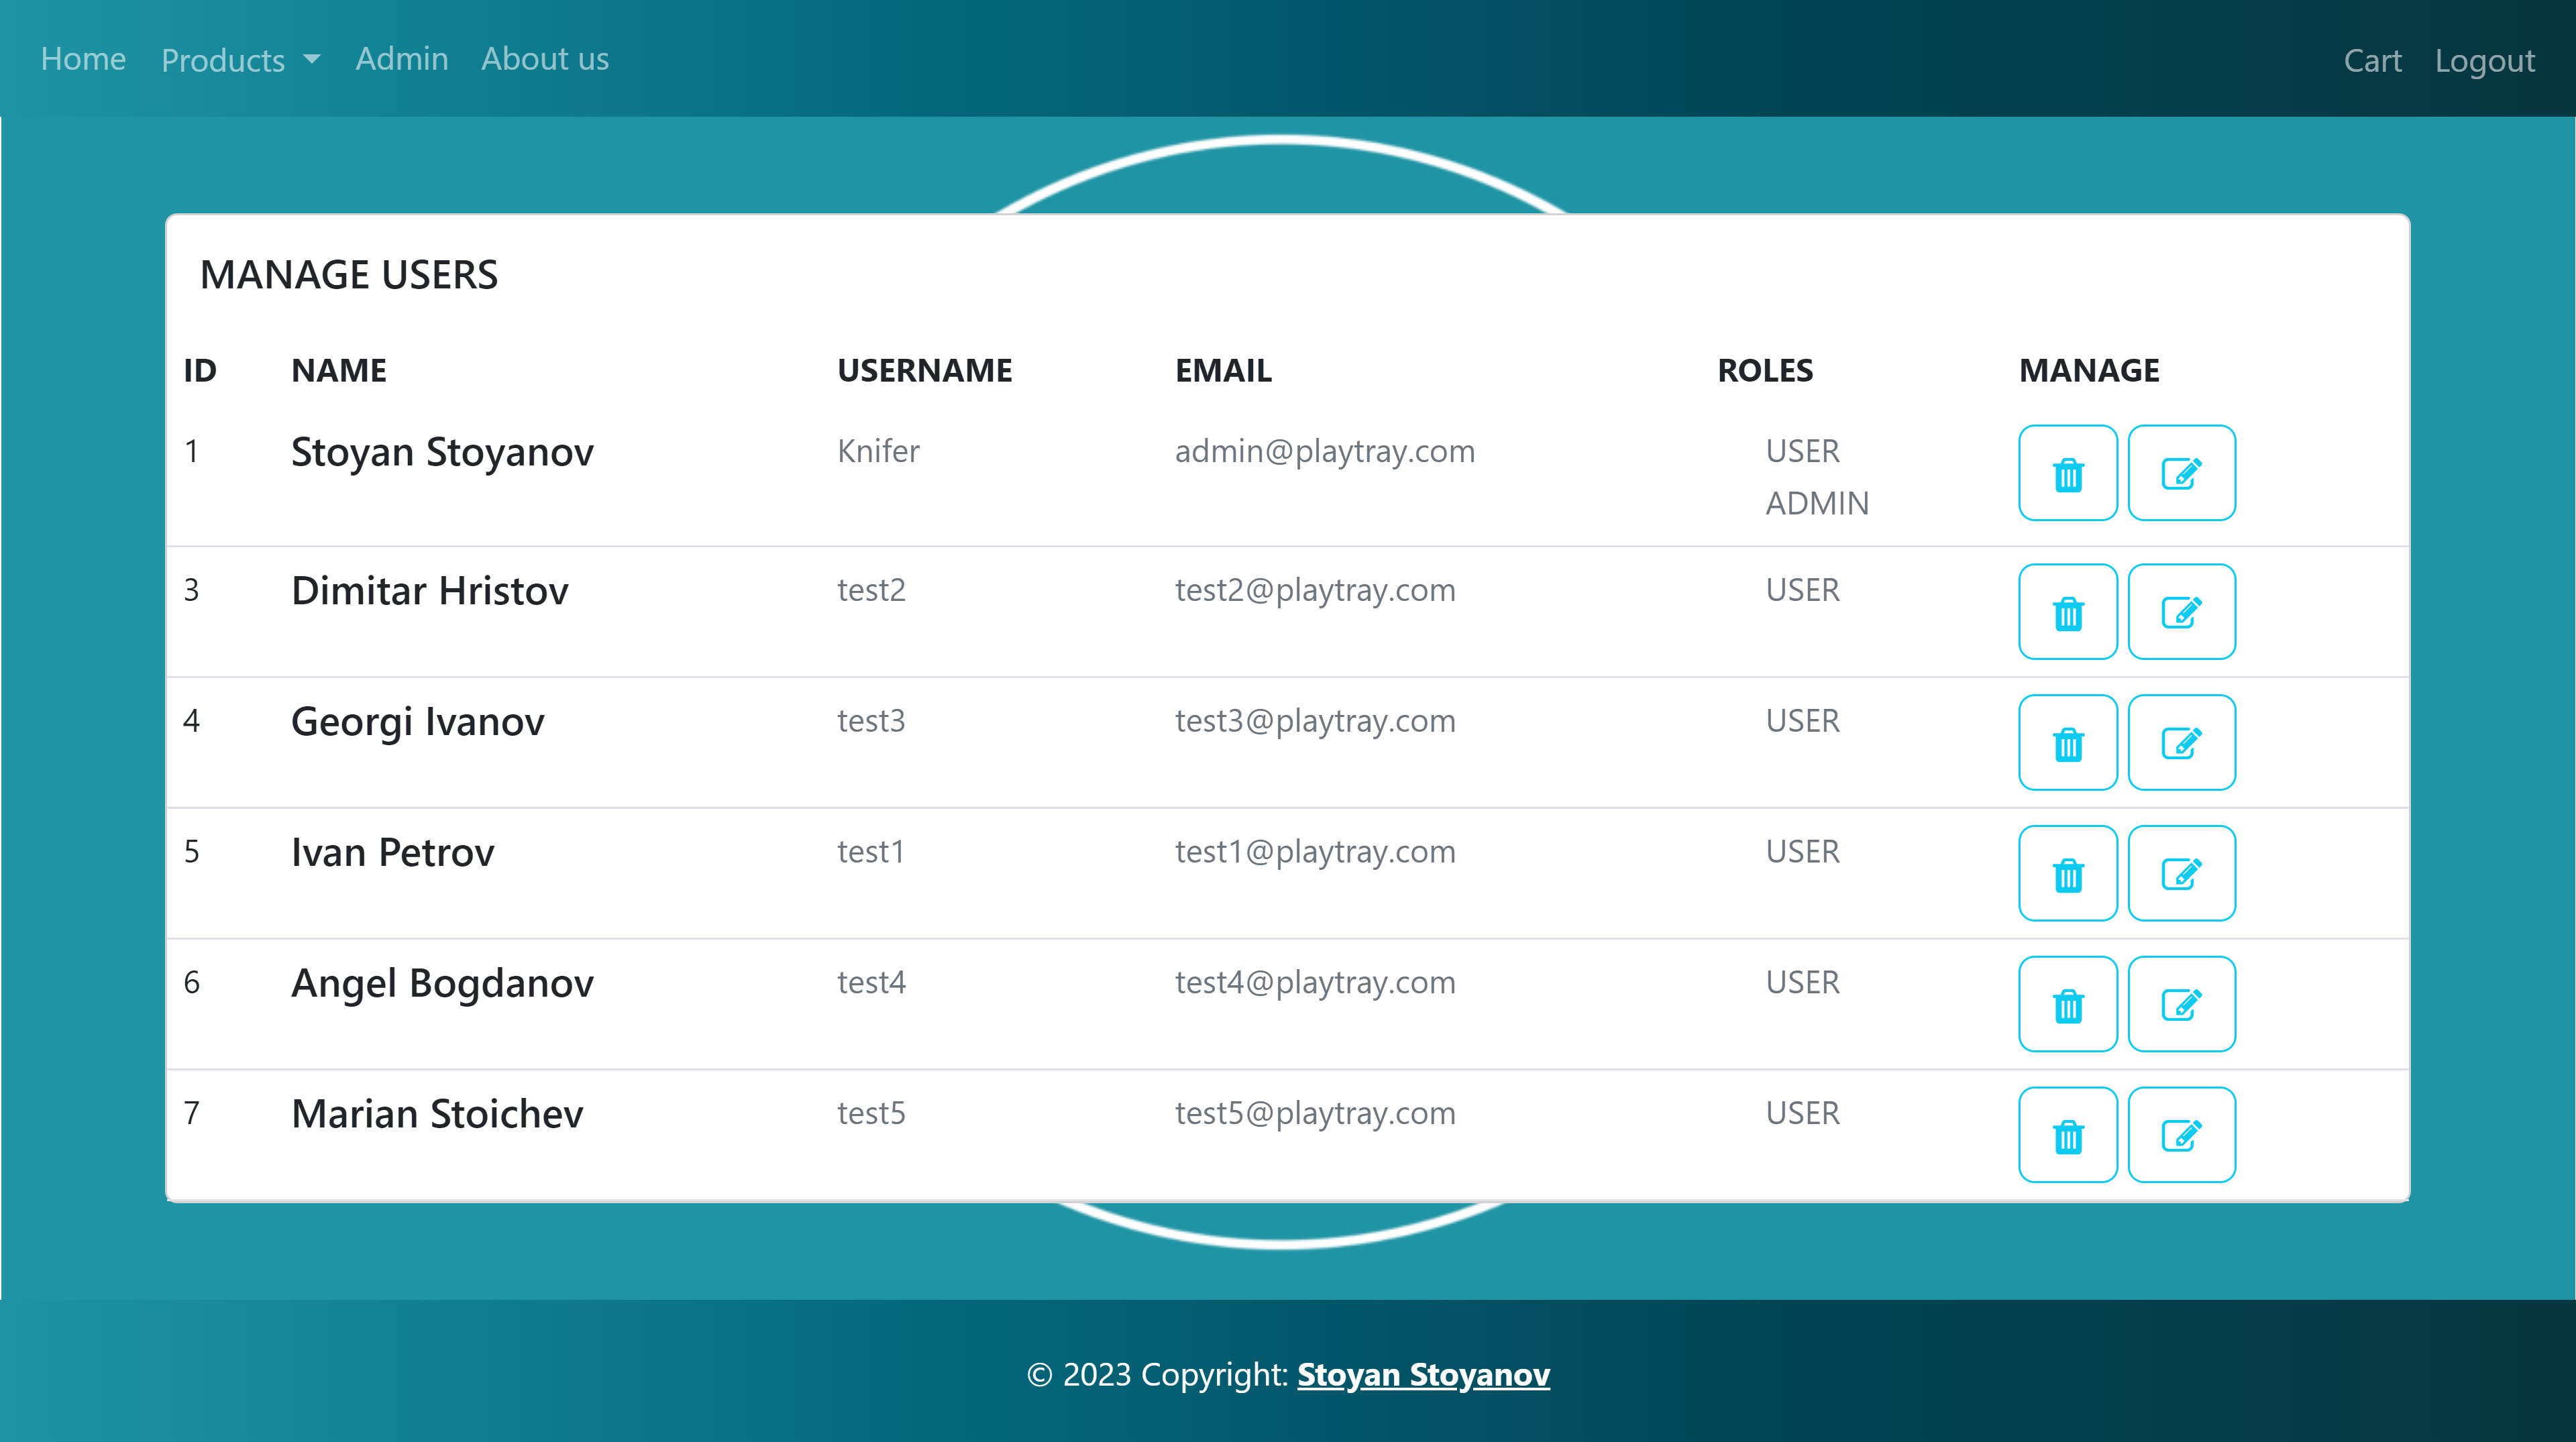 Home Products Admin About us Cart Logout
MANAGE USERS
ID NAME USERNAME EMAIL ROLES MANAGE
1 Stoyan Stoyanov Knifer admin@playtray.com USER
ADMIN
3 Dimitar Hristov test2 test2@playtray.com USER
4 Georgi Ivanov test3 test3@playtray.com USER
5 Ivan Petrov test1 test1@playtray.com USER
6 Angel Bogdanov test4 test4@playtray.com USER
7 Marian Stoichev test5 test5@playtray.com USER
© 2023 Copyright: Stoyan Stoyanov